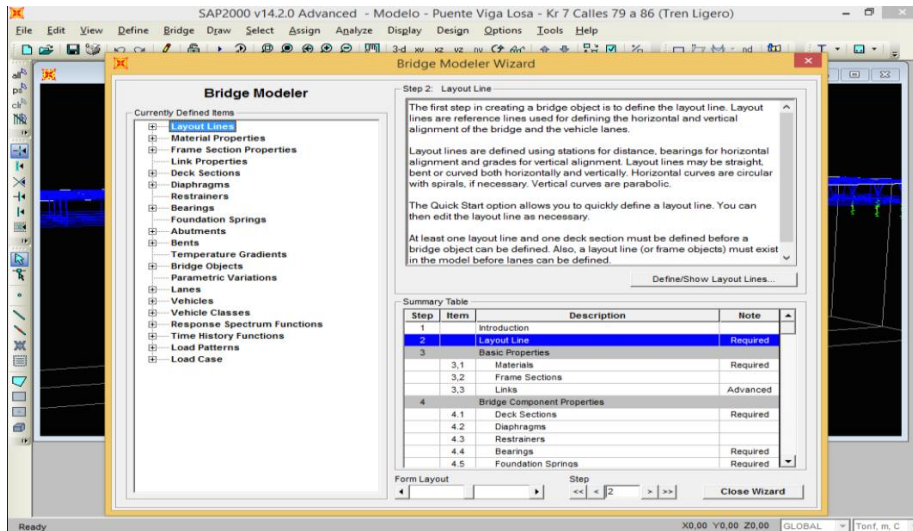 SAP2000 v14.2.0 Advanced - Modelo - Puente Viga Losa - Kr 7 Calles 79 a 86 (Tren Ligero)
File Edit View Define Bridge Draw Select Assign Analyze Display Design Options Tools Help
Bridge Modeler Wizard
Bridge Modeler
Currently Defined Items
Layout Lines
Material Properties
Frame Section Properties
Link Properties
Deck Sections
Diaphragms
Restrainers
Bearings
Foundation Springs
Abutments
Bents
Temperature Gradients
Bridge Objects
Parametric Variations
Lanes
Vehicles
Vehicle Classes
Response Spectrum Functions
Time History Functions
Load Patterns
Load Case
Step 2: Layout Line
The first step in creating a bridge object is to define the layout line. Layout
lines are reference lines used for defining the horizontal and vertical
alignment of the bridge and the vehicle lanes.
Layout lines are defined using stations for distance, bearings for horizontal
alignment and grades for vertical alignment. Layout lines may be straight,
bent or curved both horizontally and vertically. Horizontal curves are circular
with spirals, if necessary. Vertical curves are parabolic.
The Quick Start option allows you to quickly define a layout line. You can
then edit the layout line as necessary.
At least one layout line and one deck section must be defined before a
bridge object can be defined. Also, a layout line (or frame objects) must exist
in the model before lanes can be defined.
Define/Show Layout Lines...
Summary Table
Step Item Description Note
1 Introduction
2 Layout Line Required
3 Basic Properties
3,1 Materials Required
3,2 Frame Sections
3,3 Links Advanced
4 Bridge Component Properties
4.1 Deck Sections Required
4.2 Diaphragms
4.3 Restrainers
4.4 Bearings Required
4.5 Foundation Springs Required
Form Layout
Step
<< < 2 > >>
Close Wizard
Ready
X0,00 Y0,00 Z0,00 GLOBAL Tonf, m, C